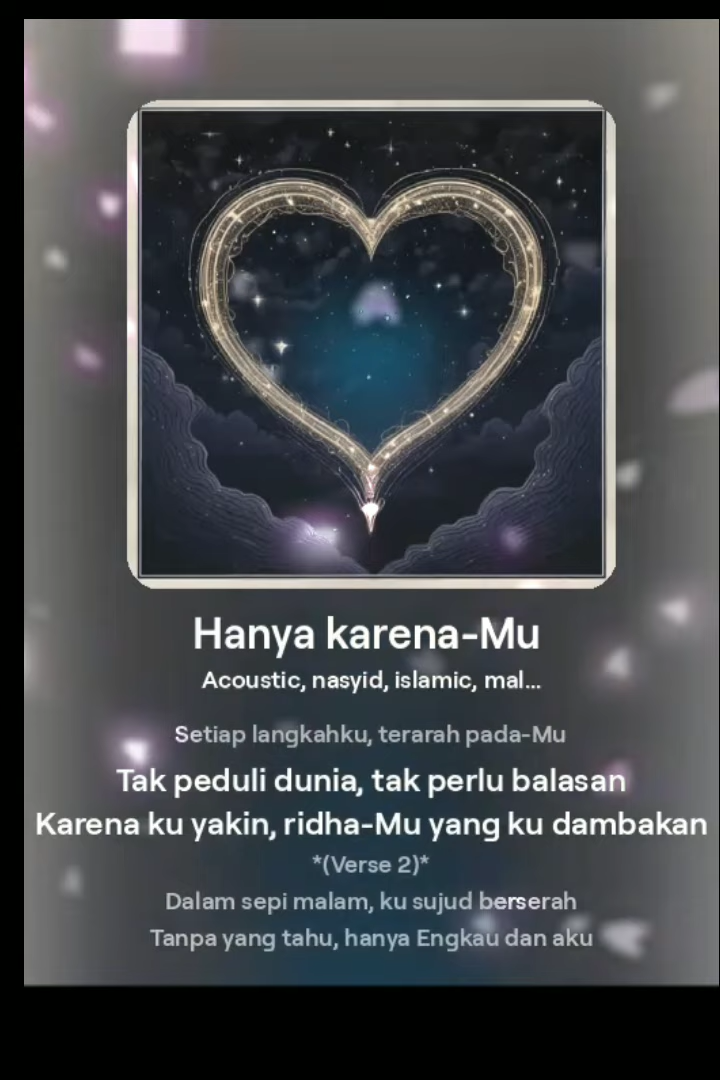 Hanya karena-Mu
Acoustic, nasyid, islamic, mal...
Setiap langkahku, terarah pada-Mu
Tak peduli dunia, tak perlu balasan
Karena ku yakin, ridha-Mu yang ku dambakan
*(Verse 2)*
Dalam sepi malam, ku sujud berserah
Tanpa yang tahu, hanya Engkau dan aku